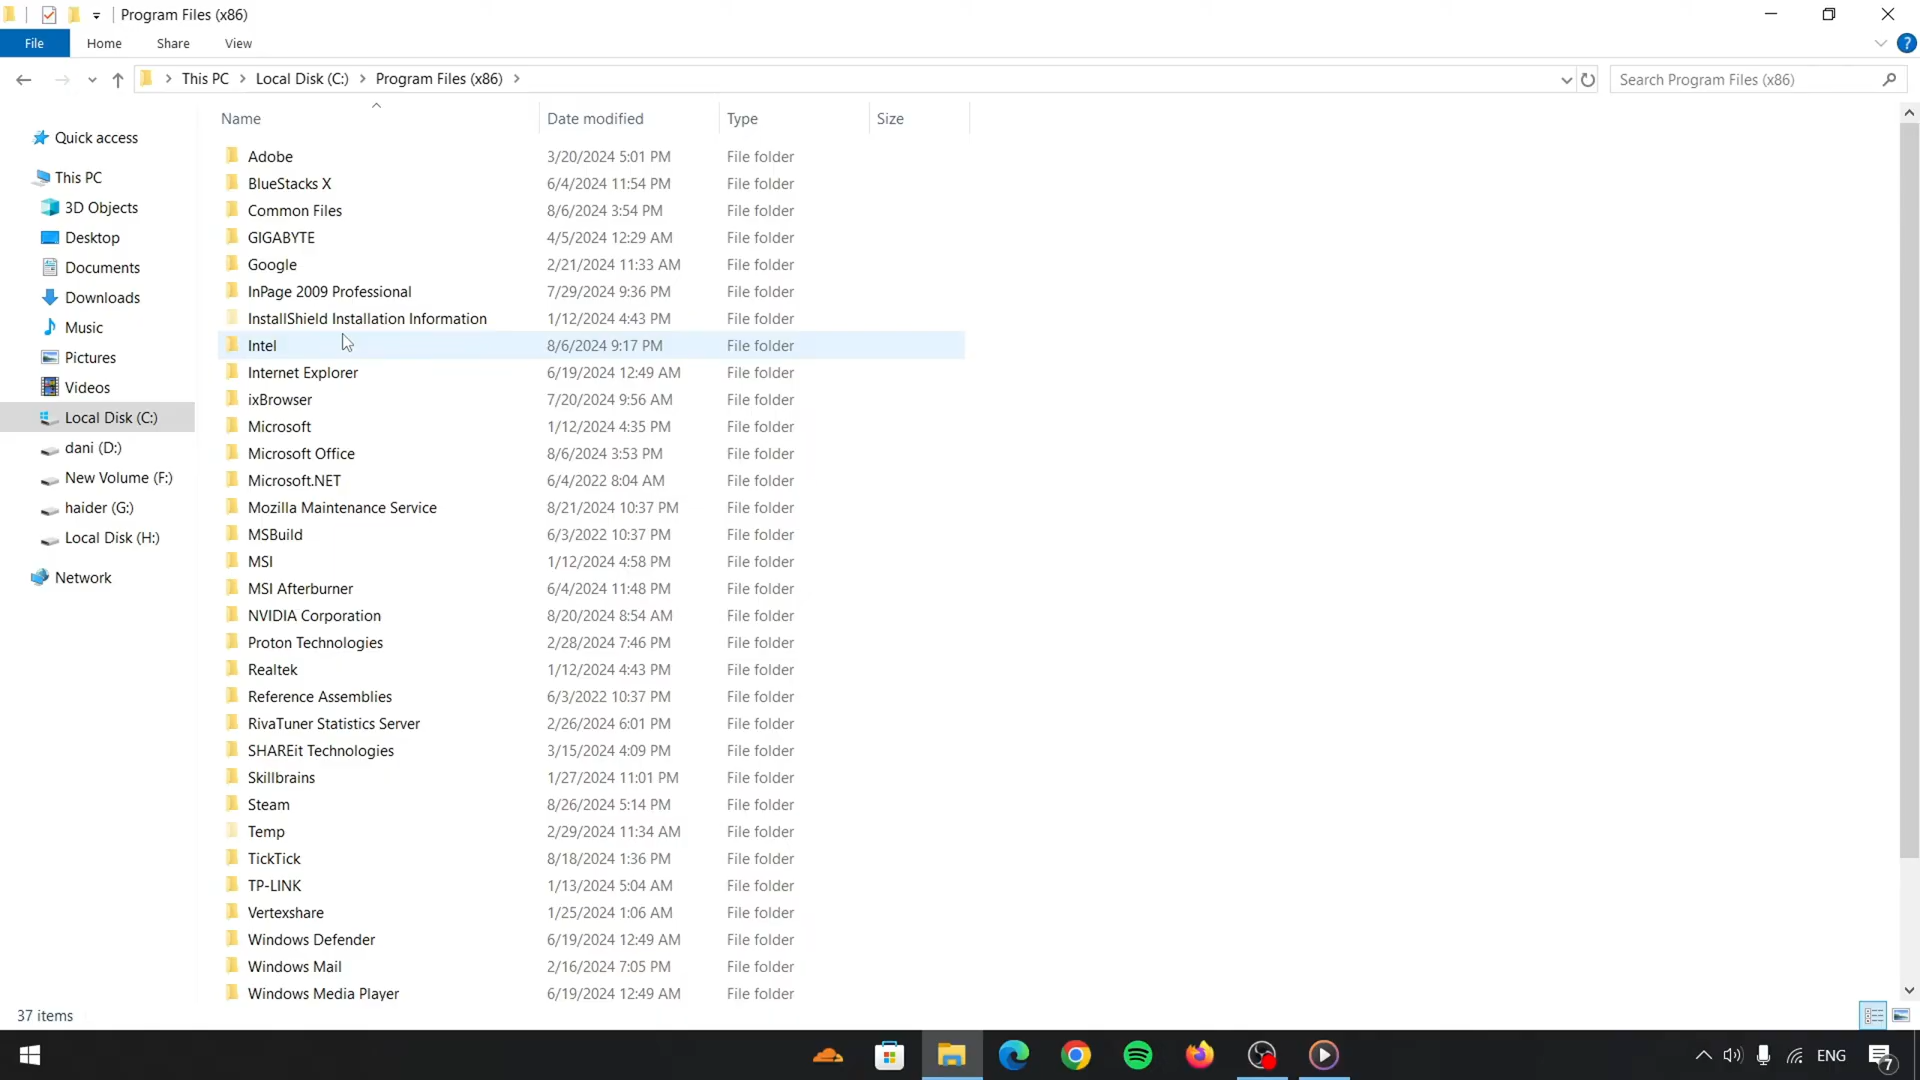 Program Files (x86)
File Home Share View
This PC Local Disk (C:) Program Files (x86)
Search Program Files (x86)
Name Date modified Type Size
Quick access
This PC
3D Objects
Desktop
Documents
Downloads
Music
Pictures
Videos
Local Disk (C:)
dani (D:)
New Volume (F:)
haider (G:)
Local Disk (H:)
Network
Adobe 3/20/2024 5:01 PM File folder
BlueStacks X 6/4/2024 11:54 PM File folder
Common Files 8/6/2024 3:54 PM File folder
GIGABYTE 4/5/2024 12:29 AM File folder
Google 2/21/2024 11:33 AM File folder
InPage 2009 Professional 7/29/2024 9:36 PM File folder
InstallShield Installation Information 1/12/2024 4:43 PM File folder
Intel 8/6/2024 9:17 PM File folder
Internet Explorer 6/19/2024 12:49 AM File folder
ixBrowser 7/20/2024 9:56 AM File folder
Microsoft 1/12/2024 4:35 PM File folder
Microsoft Office 8/6/2024 3:53 PM File folder
Microsoft.NET 6/4/2022 8:04 AM File folder
Mozilla Maintenance Service 8/21/2024 10:37 PM File folder
MSBuild 6/3/2022 10:37 PM File folder
MSI 1/12/2024 4:58 PM File folder
MSI Afterburner 6/4/2024 11:48 PM File folder
NVIDIA Corporation 8/20/2024 8:54 AM File folder
Proton Technologies 2/28/2024 7:46 PM File folder
Realtek 1/12/2024 4:43 PM File folder
Reference Assemblies 6/3/2022 10:37 PM File folder
RivaTuner Statistics Server 2/26/2024 6:01 PM File folder
SHAREit Technologies 3/15/2024 4:09 PM File folder
Skillbrains 1/27/2024 11:01 PM File folder
Steam 8/26/2024 5:14 PM File folder
Temp 2/29/2024 11:34 AM File folder
TickTick 8/18/2024 1:36 PM File folder
TP-LINK 1/13/2024 5:04 AM File folder
Vertexshare 1/25/2024 1:06 AM File folder
Windows Defender 6/19/2024 12:49 AM File folder
Windows Mail 2/16/2024 7:05 PM File folder
Windows Media Player 6/19/2024 12:49 AM File folder
37 items
ENG 7